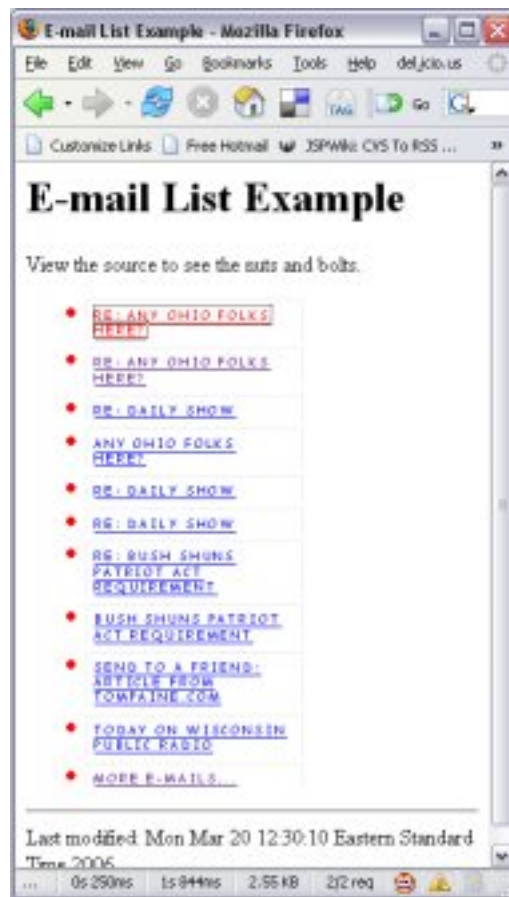 E-mail List Example - Mozilla Firefox
File Edit View Go Bookmarks Tools Help del.icio.us
TAG Go
Customize Links Free Hotmail JSPWiki: CVS To RSS ... »
E-mail List Example
View the source to see the nuts and bolts.
RE: ANY OHIO FOLKS
HERE?
RE: ANY OHIO FOLKS
HERE?
RE: DAILY SHOW
ANY OHIO FOLKS
HERE?
RE: DAILY SHOW
RE: DAILY SHOW
RE: BUSH SHUNS
PATRIOT ACT
REQUIREMENT
BUSH SHUNS PATRIOT
ACT REQUIREMENT
SEND TO A FRIEND:
ARTICLE FROM
TOMPAINE.COM
TODAY ON WISCONSIN
PUBLIC RADIO
MORE E-MAILS...
Last modified: Mon Mar 20 12:30:10 Eastern Standard
Time 2006
... 0s 250ms 1s 844ms 2.55 KB 2/2 req